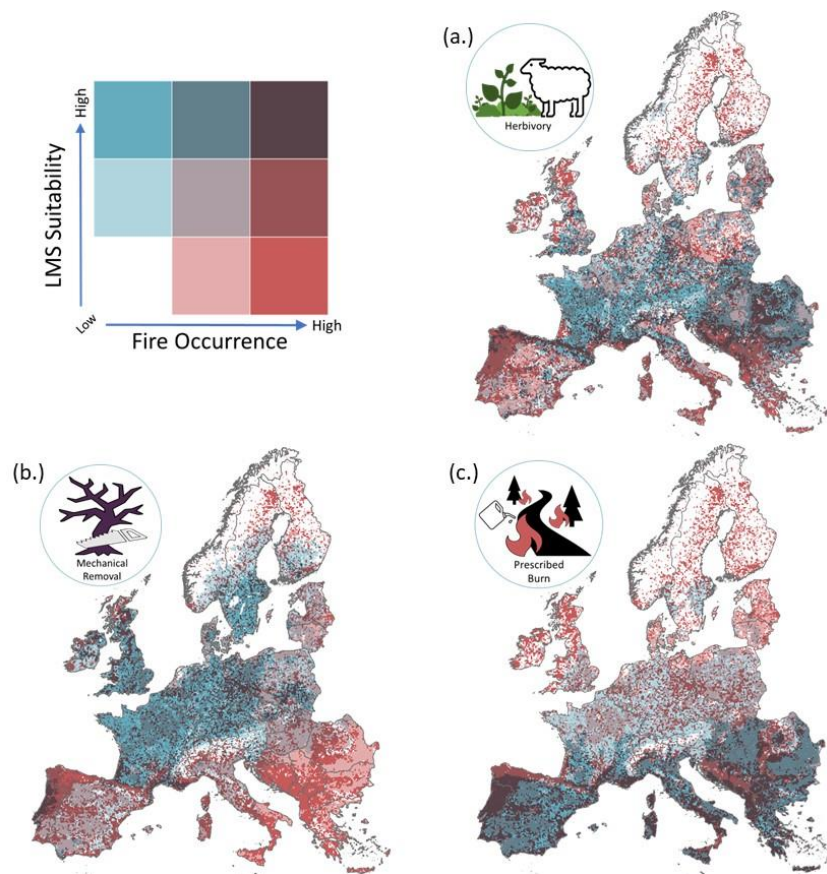 (a.)
Herbivory
High
LMS Suitability
Low
High
Fire Occurrence
(b.)
Mechanical
Removal
(c.)
Prescribed
Burn